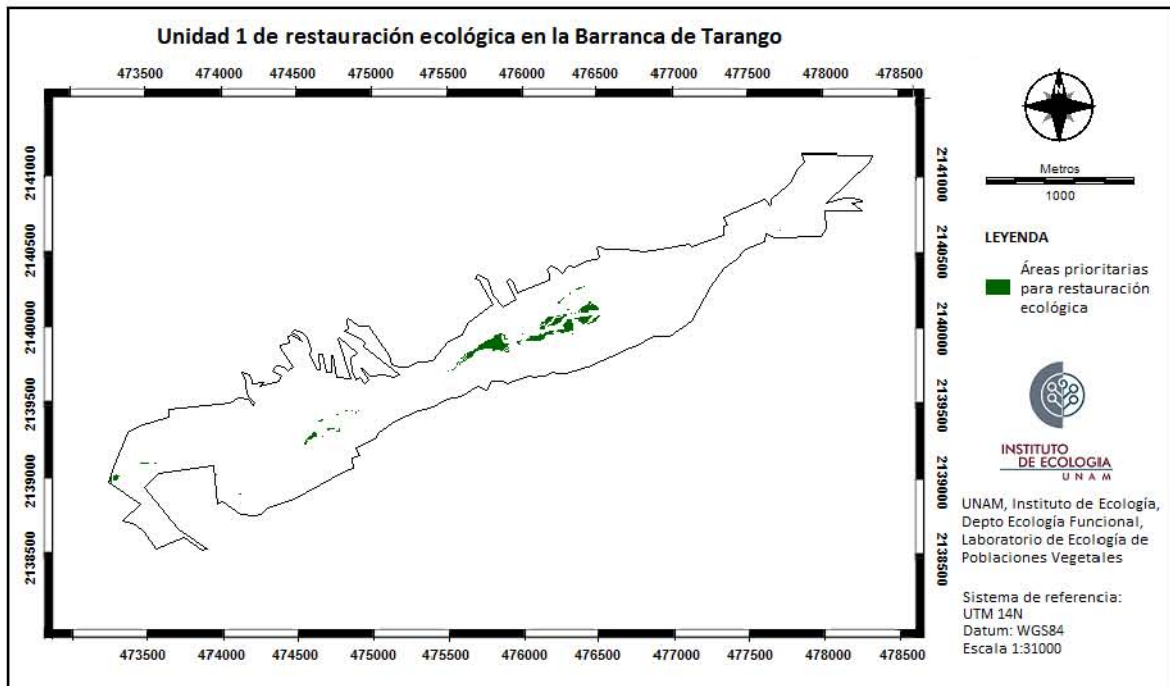 Unidad 1 de restauración ecológica en la Barranca de Tarango
473500 474000 474500 475000 475500 476000 476500 477000 477500 478000 478500
2141000
2140500
2140000
2139500
2139000
2138500
2141000
2140500
2140000
2139500
2139000
2138500
473500 474000 474500 475000 475500 476000 476500 477000 477500 478000 478500
Metros
1000
LEYENDA
Áreas prioritarias
para restauración
ecológica
INSTITUTO
DE ECOLOGIA
UNAM
UNAM, Instituto de Ecología,
Depto Ecología Funcional,
Laboratorio de Ecología de
Poblaciones Vegetales
Sistema de referencia:
UTM 14N
Datum: WGS84
Escala 1:31000